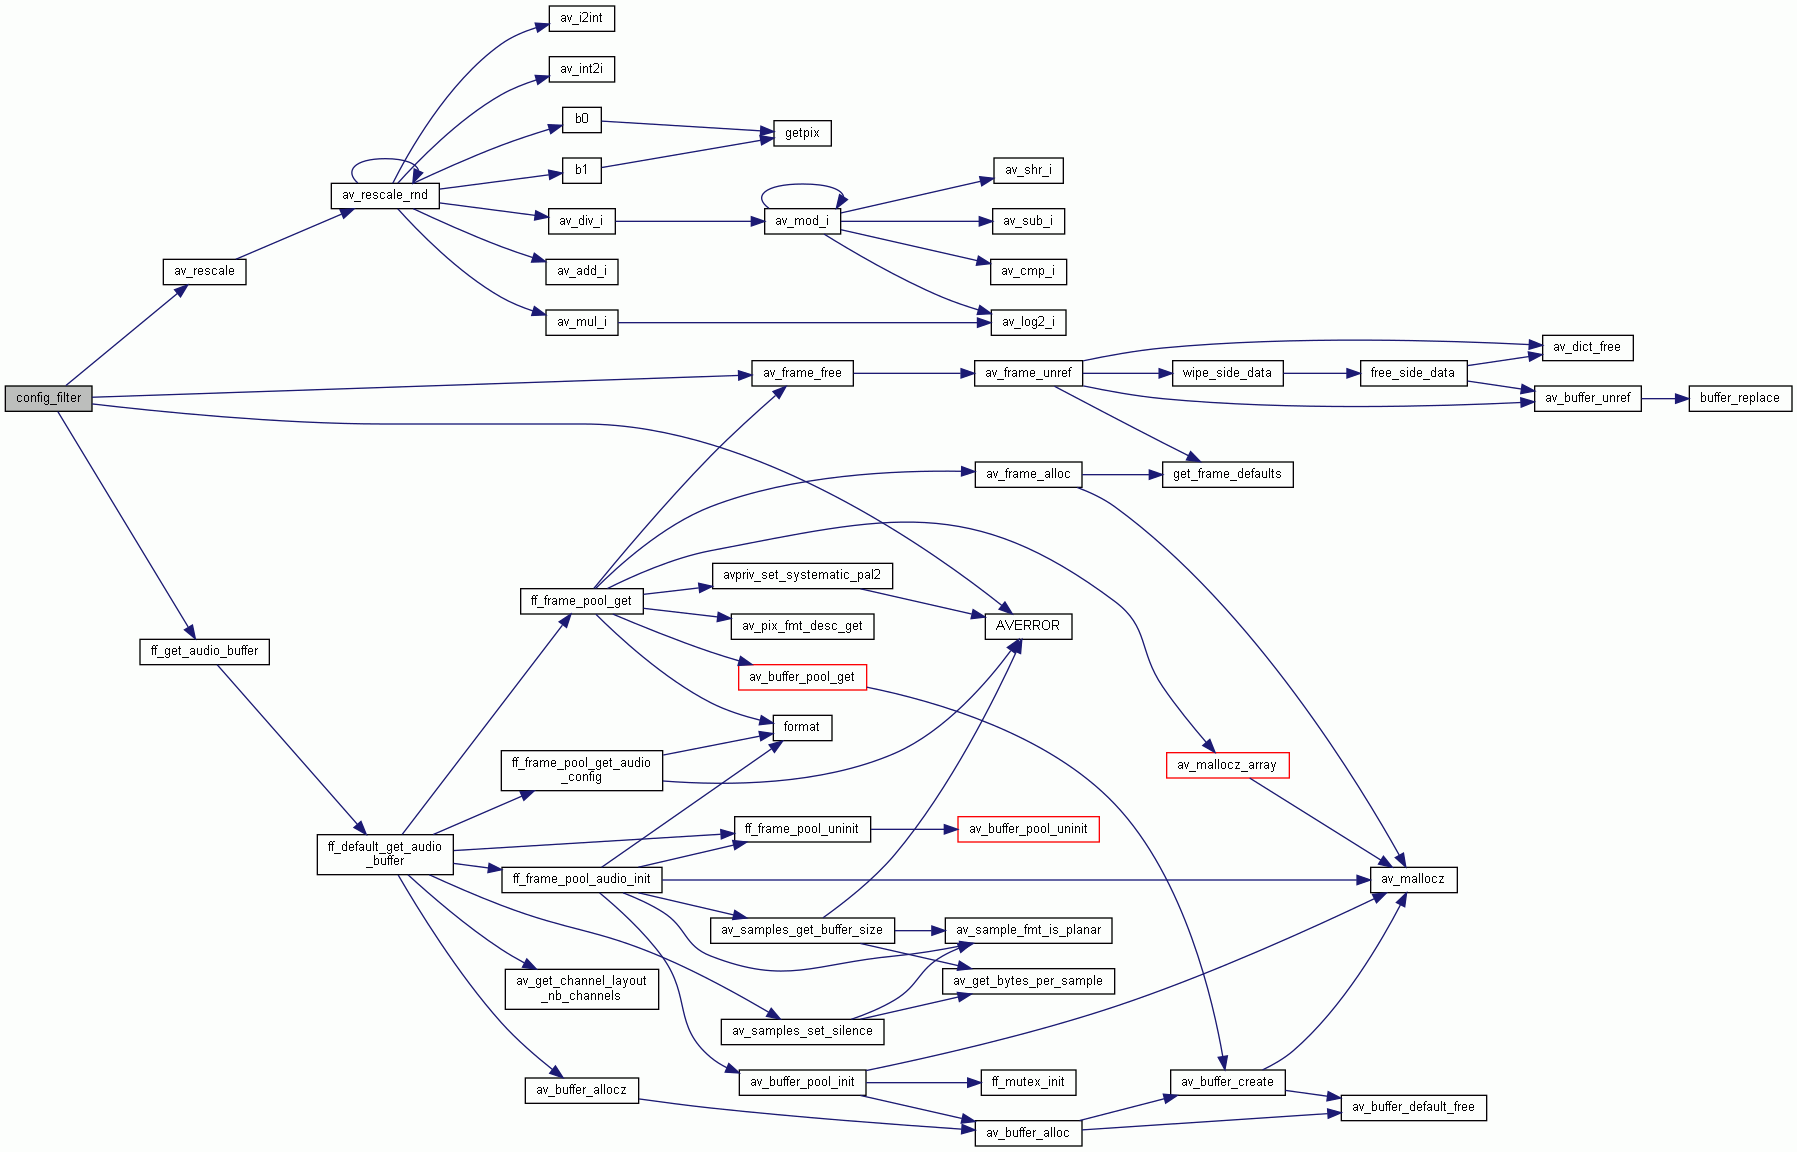 av_i2int
av_int2i
b0
getpix
b1
av_shr_i
av_rescale_rnd
av_div_i
av_mod_i
av_sub_i
av_rescale
av_add_i
av_cmp_i
av_mul_i
av_log2_i
av_dict_free
av_frame_free
av_frame_unref
wipe_side_data
free_side_data
config_filter
av_buffer_unref
buffer_replace
av_frame_alloc
get_frame_defaults
avpriv_set_systematic_pal2
ff_frame_pool_get
av_pix_fmt_desc_get
AVERROR
ff_get_audio_buffer
av_buffer_pool_get
format
ff_frame_pool_get_audio
_config
av_mallocz_array
ff_frame_pool_uninit
av_buffer_pool_uninit
ff_default_get_audio
_buffer
ff_frame_pool_audio_init
av_mallocz
av_samples_get_buffer_size
av_sample_fmt_is_planar
av_get_channel_layout
_nb_channels
av_get_bytes_per_sample
av_samples_set_silence
av_buffer_allocz
av_buffer_pool_init
ff_mutex_init
av_buffer_create
av_buffer_default_free
av_buffer_alloc